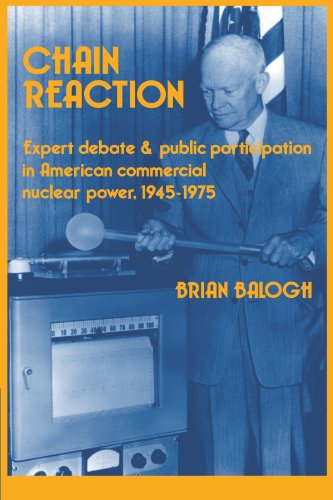 CHAIN
REACTION
Expert debate & public participation
in American commercial
nuclear power, 1945-1975
BRIAN BALOGH